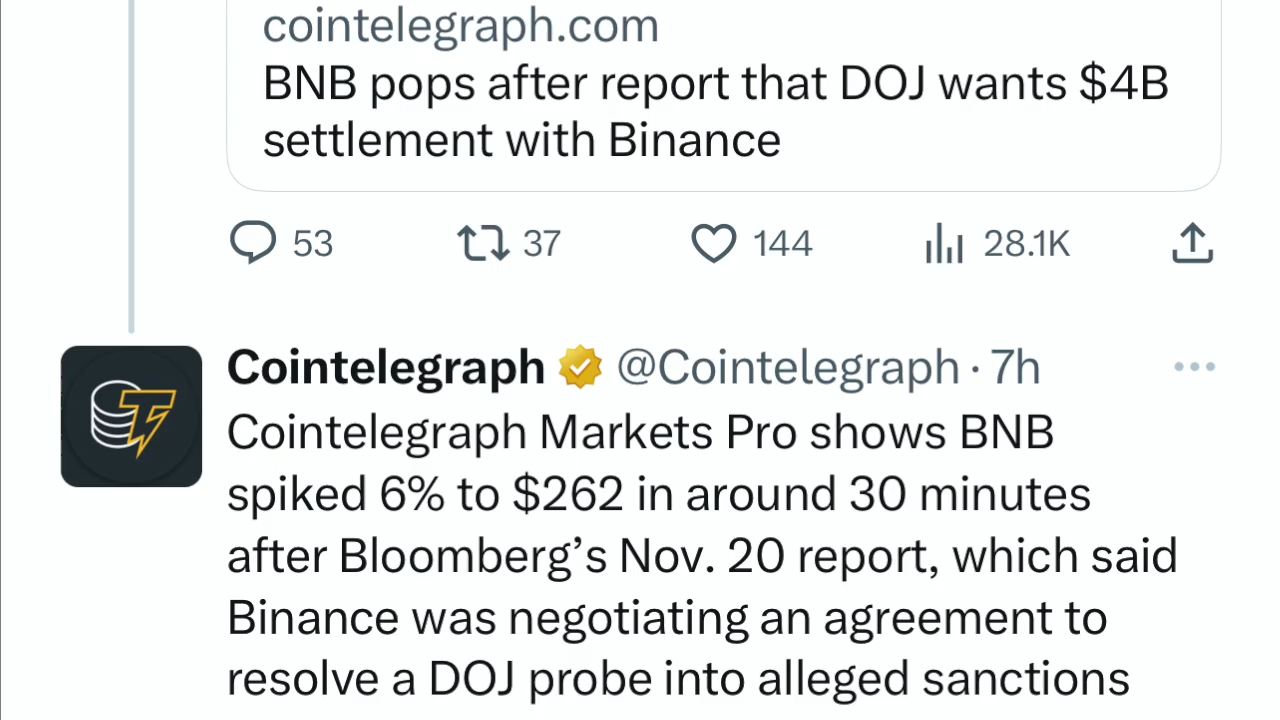 cointelegraph.com
BNB pops after report that DOJ wants $4B
settlement with Binance
53 37 144 28.1K
Cointelegraph @Cointelegraph · 7h
Cointelegraph Markets Pro shows BNB
spiked 6% to $262 in around 30 minutes
after Bloomberg’s Nov. 20 report, which said
Binance was negotiating an agreement to
resolve a DOJ probe into alleged sanctions